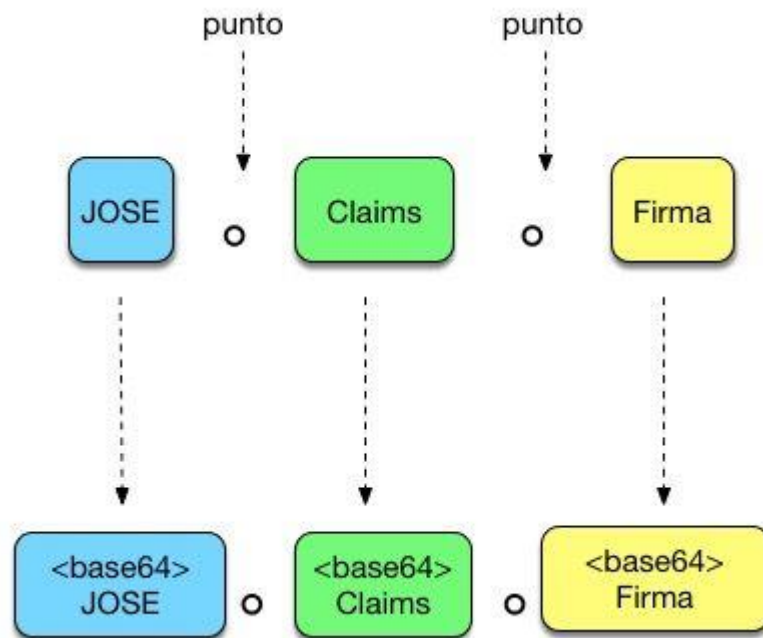 punto
punto
JOSE
Claims
Firma
<base64>
JOSE
<base64>
Claims
<base64>
Firma